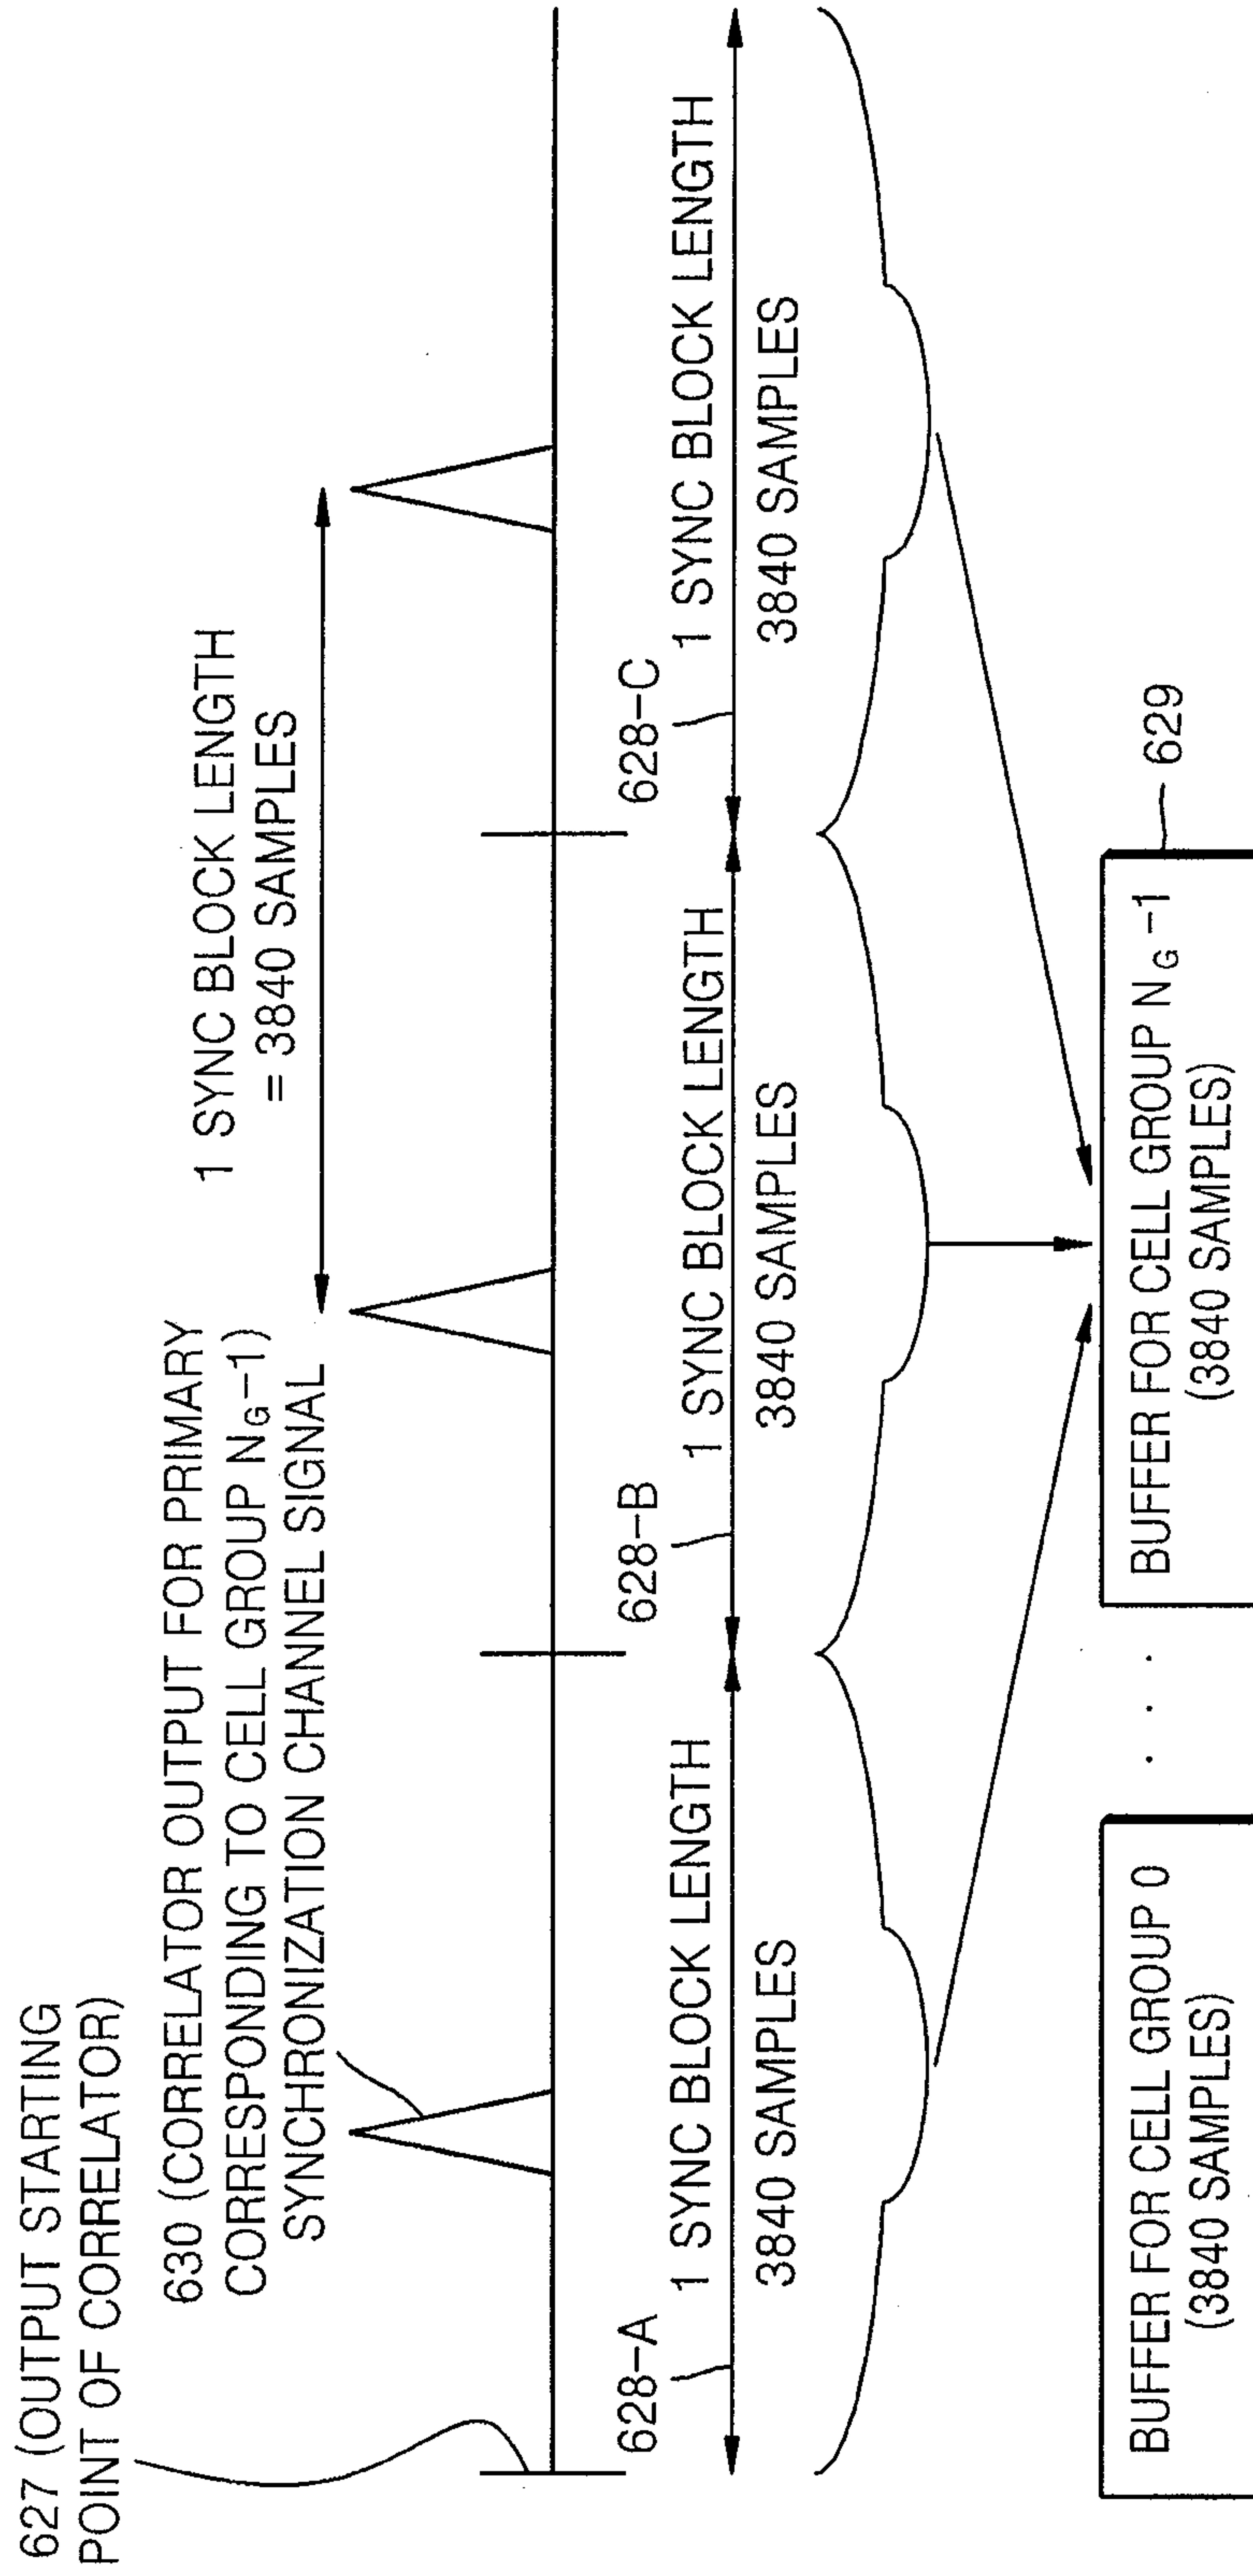 627 (OUTPUT STARTING
POINT OF CORRELATOR)
630 (CORRELATOR OUTPUT FOR PRIMARY
CORRESPONDING TO CELL GROUP NG-1)
SYNCHRONIZATION CHANNEL SIGNAL
1 SYNC BLOCK LENGTH
= 3840 SAMPLES
628-A
1 SYNC BLOCK LENGTH
3840 SAMPLES
628-B
1 SYNC BLOCK LENGTH
3840 SAMPLES
628-C
1 SYNC BLOCK LENGTH
3840 SAMPLES
BUFFER FOR CELL GROUP 0
(3840 SAMPLES)
. . .
BUFFER FOR CELL GROUP NG-1
(3840 SAMPLES)
629